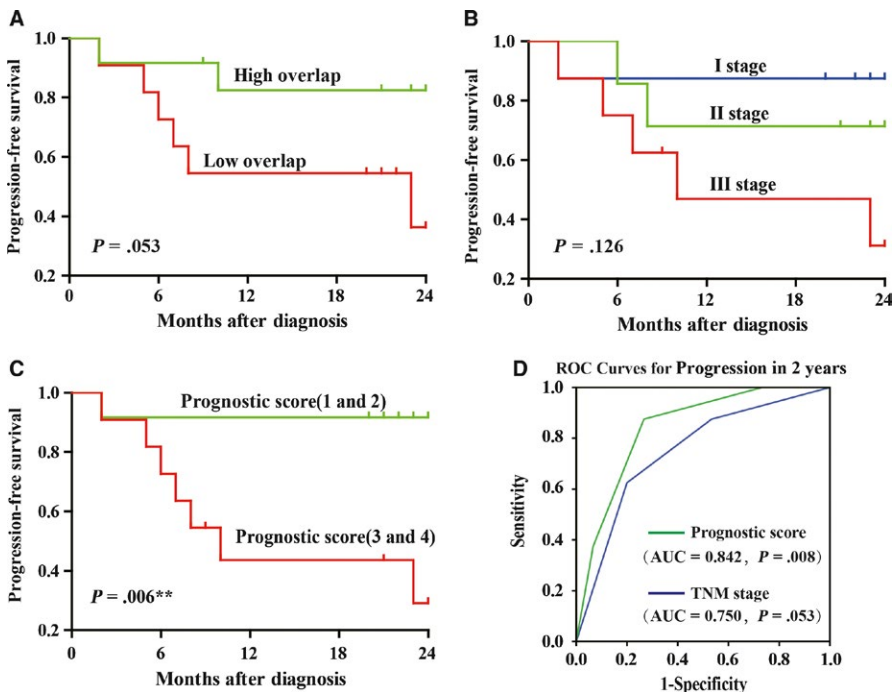 A
Progression-free survival
1.0
0.8
0.6
0.4
0.2
High overlap
Low overlap
P = .053
0 6 12 18 24
Months after diagnosis
B
Progression-free survival
1.0
0.8
0.6
0.4
0.2
I stage
II stage
III stage
P = .126
0 6 12 18 24
Months after diagnosis
C
Progression-free survival
1.0
0.8
0.6
0.4
0.2
Prognostic score(1 and 2)
Prognostic score(3 and 4)
P = .006**
0 6 12 18 24
Months after diagnosis
D
ROC Curves for Progression in 2 years
Sensitivity
1.0
0.8
0.6
0.4
0.2
0.0
Prognostic score
(AUC = 0.842, P = .008)
TNM stage
(AUC = 0.750, P = .053)
0.0 0.2 0.4 0.6 0.8 1.0
1-Specificity